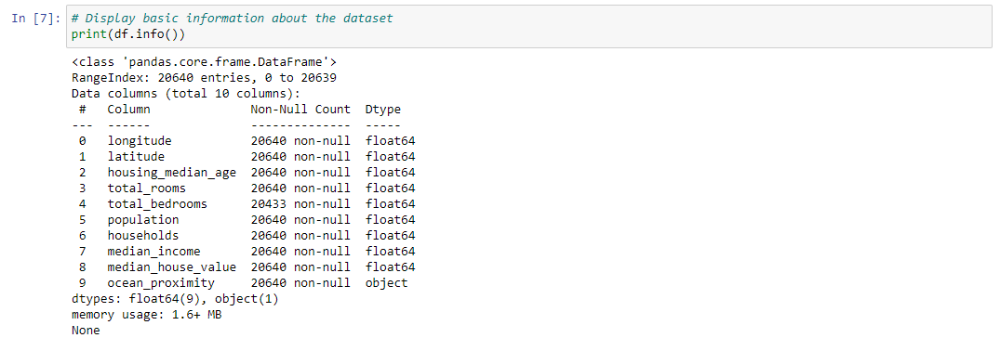 In [7]: # Display basic information about the dataset
print(df.info())
<class 'pandas.core.frame.DataFrame'>
RangeIndex: 20640 entries, 0 to 20639
Data columns (total 10 columns):
 #   Column              Non-Null Count  Dtype
---  ------              --------------  -----
 0   longitude           20640 non-null  float64
 1   latitude            20640 non-null  float64
 2   housing_median_age  20640 non-null  float64
 3   total_rooms         20640 non-null  float64
 4   total_bedrooms      20433 non-null  float64
 5   population          20640 non-null  float64
 6   households          20640 non-null  float64
 7   median_income       20640 non-null  float64
 8   median_house_value  20640 non-null  float64
 9   ocean_proximity     20640 non-null  object
dtypes: float64(9), object(1)
memory usage: 1.6+ MB
None